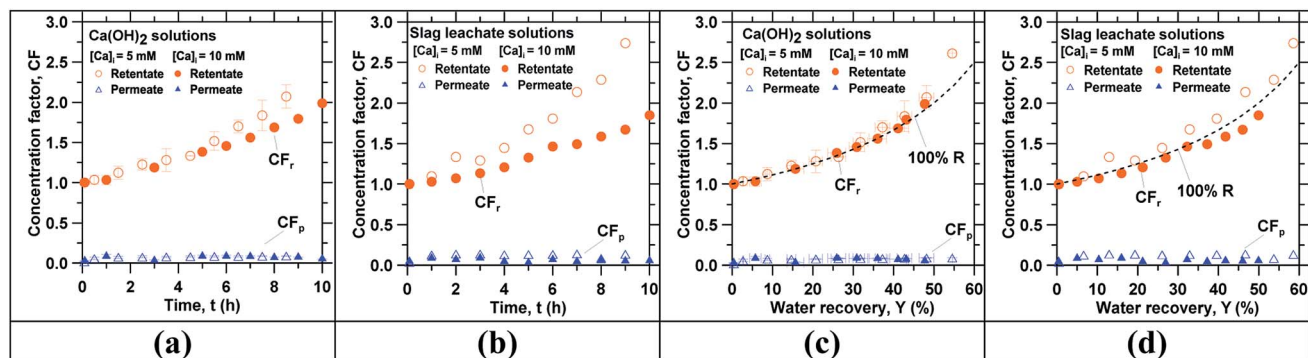 Ca(OH)2 solutions
[Ca]i = 5 mM [Ca]i = 10 mM
Retentate Retentate
Permeate Permeate
CFr
CFp
Concentration factor, CF
3.0
2.5
2.0
1.5
1.0
0.5
0.0
0 2 4 6 8 10
Time, t (h)
(a)
Slag leachate solutions
[Ca]i = 5 mM [Ca]i = 10 mM
Retentate Retentate
Permeate Permeate
CFr
CFp
Concentration factor, CF
3.0
2.5
2.0
1.5
1.0
0.5
0.0
0 2 4 6 8 10
Time, t (h)
(b)
Ca(OH)2 solutions
[Ca]i = 5 mM [Ca]i = 10 mM
Retentate Retentate
Permeate Permeate
100% R
CFr
CFp
Concentration factor, CF
3.0
2.5
2.0
1.5
1.0
0.5
0.0
0 10 20 30 40 50 60
Water recovery, Y (%)
(c)
Slag leachate solutions
[Ca]i = 5 mM [Ca]i = 10 mM
Retentate Retentate
Permeate Permeate
CFr
100% R
CFp
Concentration factor, CF
3.0
2.5
2.0
1.5
1.0
0.5
0.0
0 10 20 30 40 50 60
Water recovery, Y (%)
(d)